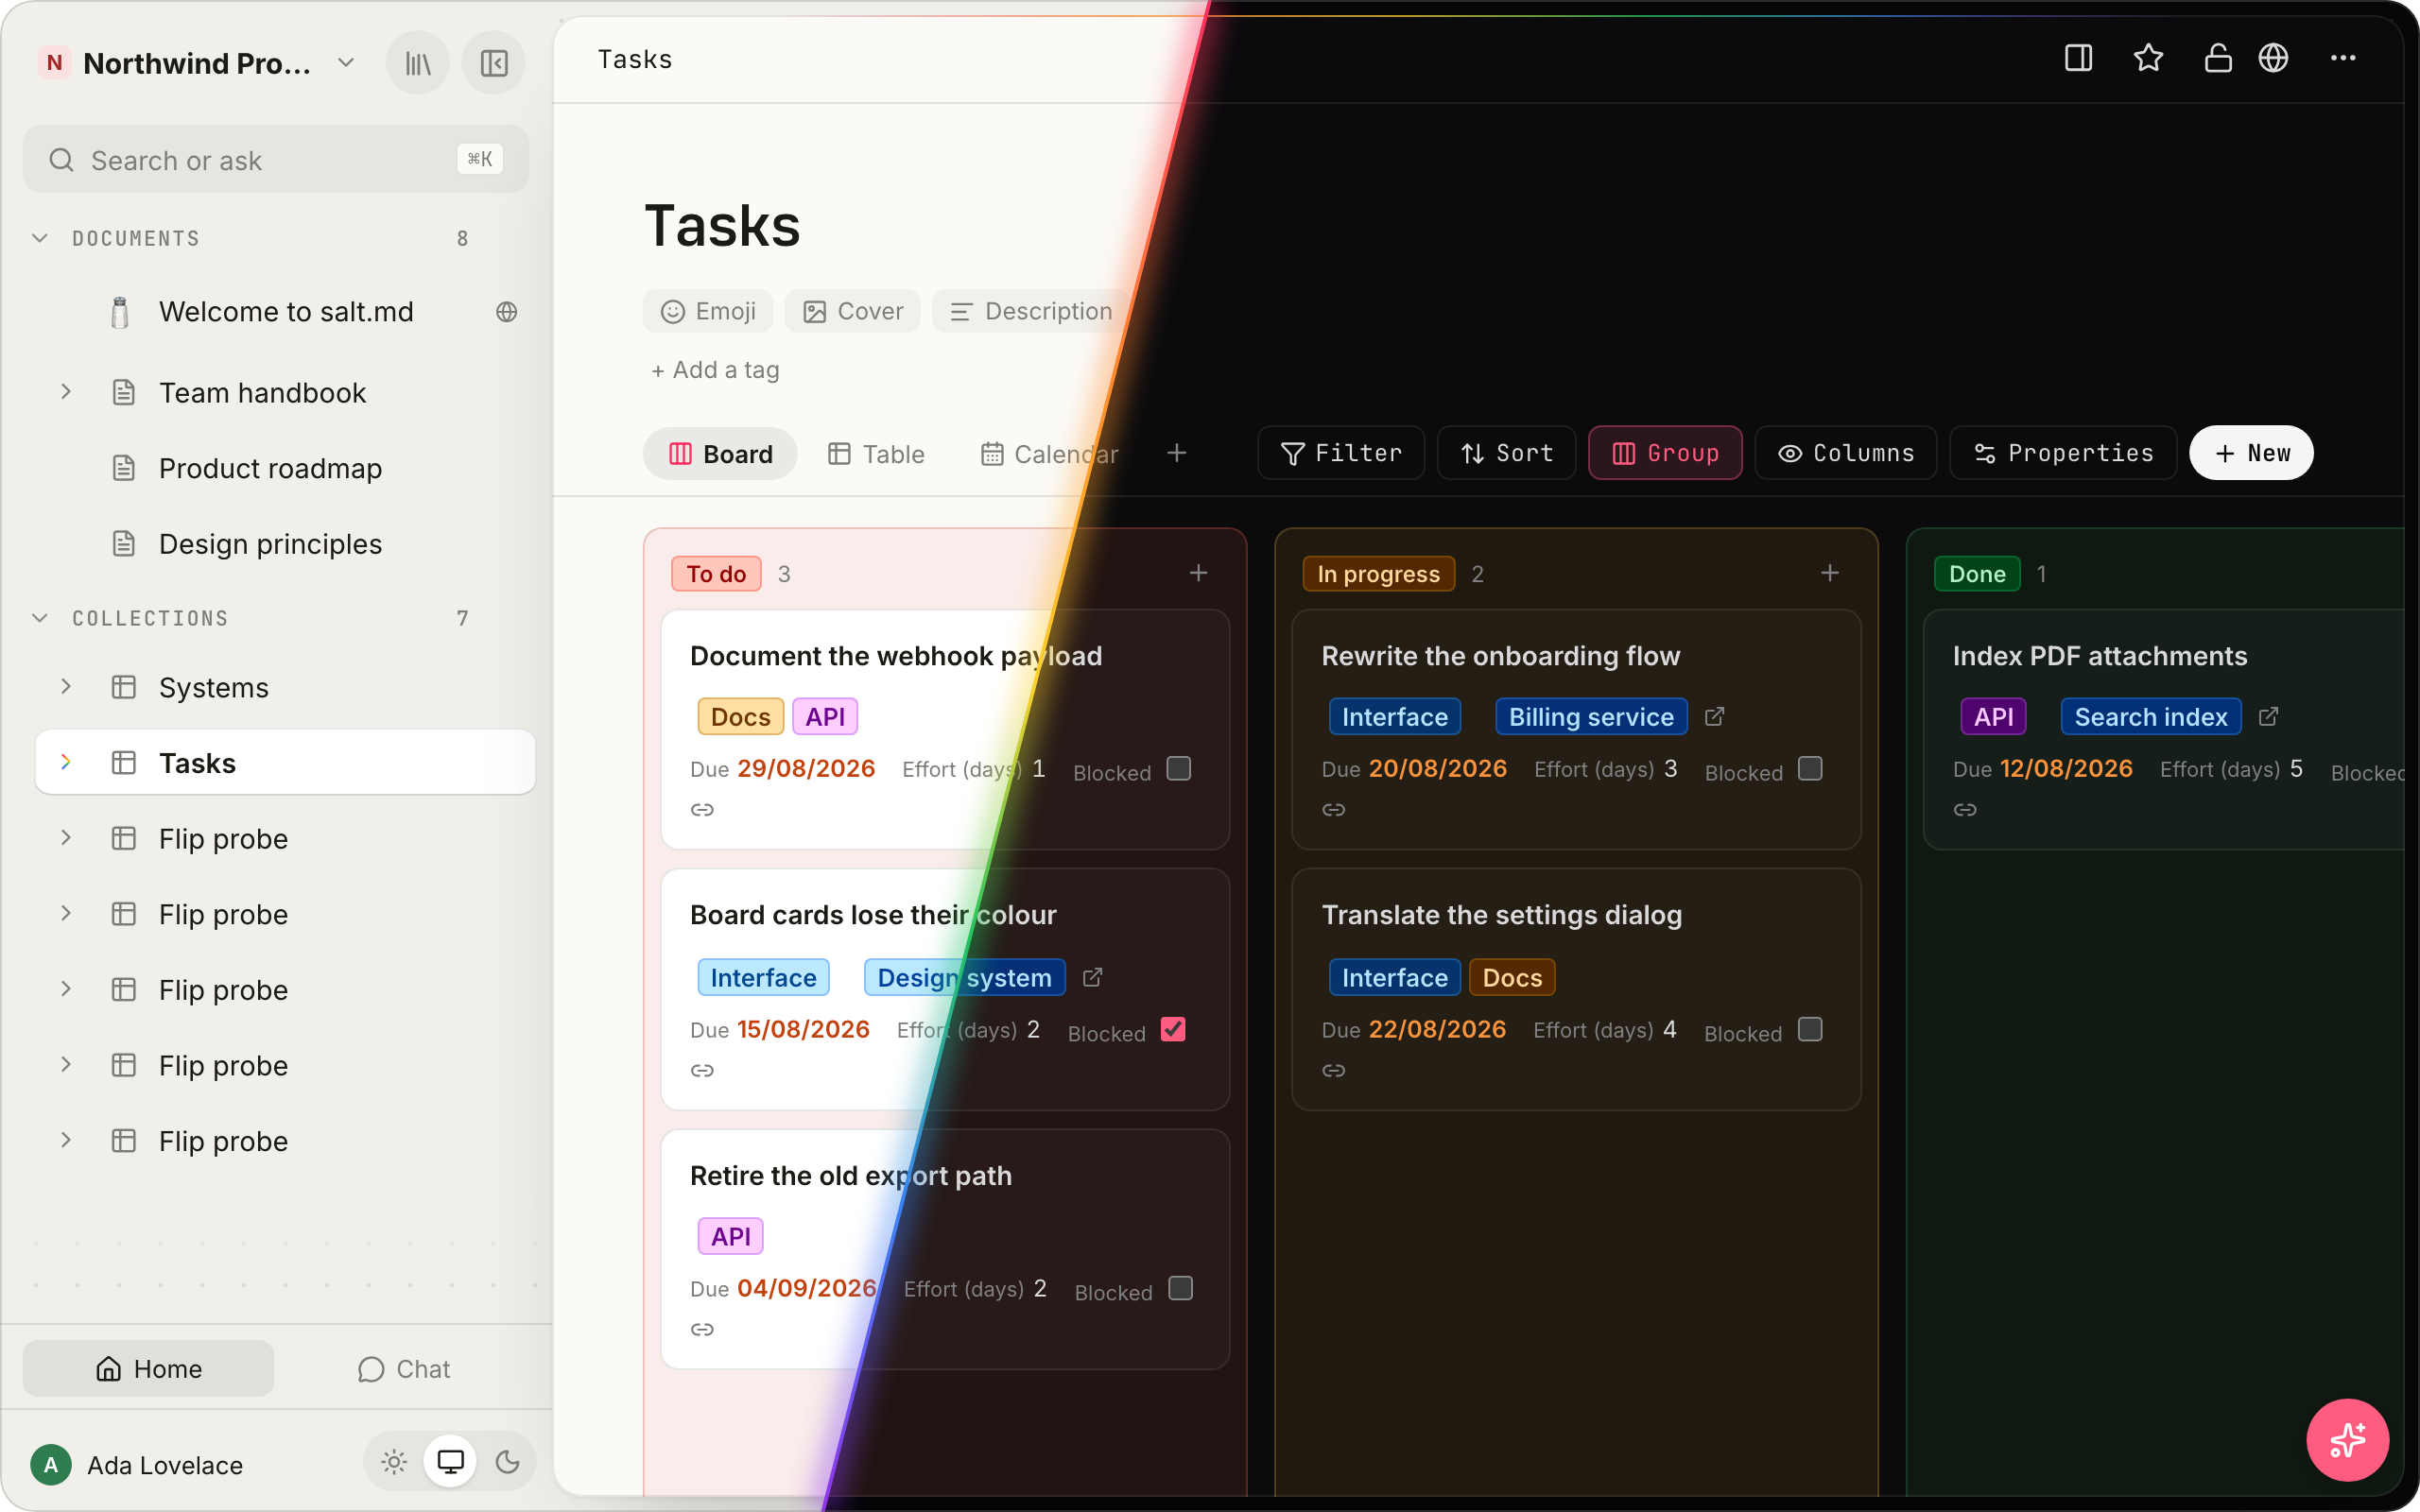 N Northwind Pro...
Search or ask ⌘K
DOCUMENTS 8
Welcome to salt.md
Team handbook
Product roadmap
Design principles
COLLECTIONS 7
Systems
Tasks
Flip probe
Flip probe
Flip probe
Flip probe
Flip probe
Home Chat
A Ada Lovelace
Tasks
Tasks
Emoji Cover Description
+ Add a tag
Board Table Calendar + Filter Sort Group Columns Properties + New
To do 3 +
Document the webhook payload
Docs API
Due 29/08/2026 Effort (days) 1 Blocked
Board cards lose their colour
Interface Design system
Due 15/08/2026 Effort (days) 2 Blocked
Retire the old export path
API
Due 04/09/2026 Effort (days) 2 Blocked
In progress 2 +
Rewrite the onboarding flow
Interface Billing service
Due 20/08/2026 Effort (days) 3 Blocked
Translate the settings dialog
Interface Docs
Due 22/08/2026 Effort (days) 4 Blocked
Done 1
Index PDF attachments
API Search index
Due 12/08/2026 Effort (days) 5 Blocked